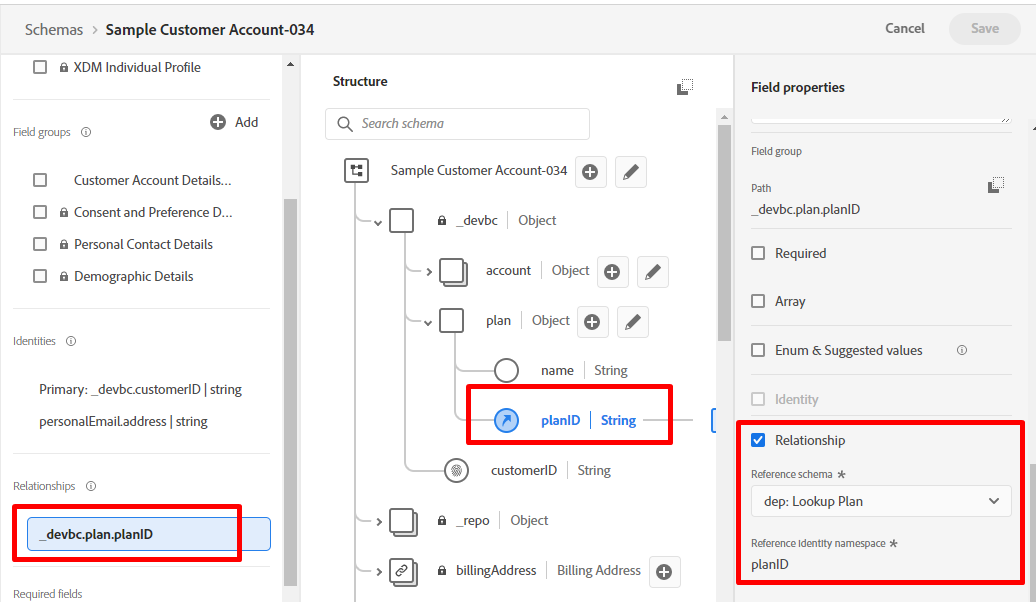 Schemas > Sample Customer Account-034
Cancel
Save
XDM Individual Profile
Field groups
Add
Customer Account Details...
Consent and Preference D...
Personal Contact Details
Demographic Details
Identities
Primary: _devbc.customerID | string
personalEmail.address | string
Relationships
_devbc.plan.planID
Required fields
Structure
Search schema
Sample Customer Account-034
_devbc | Object
account | Object
plan | Object
name | String
planID | String
customerID | String
_repo | Object
billingAddress | Billing Address
Field properties
Field group
Path
_devbc.plan.planID
Required
Array
Enum & Suggested values
Identity
Relationship
Reference schema *
dep: Lookup Plan
Reference Identity namespace *
planID